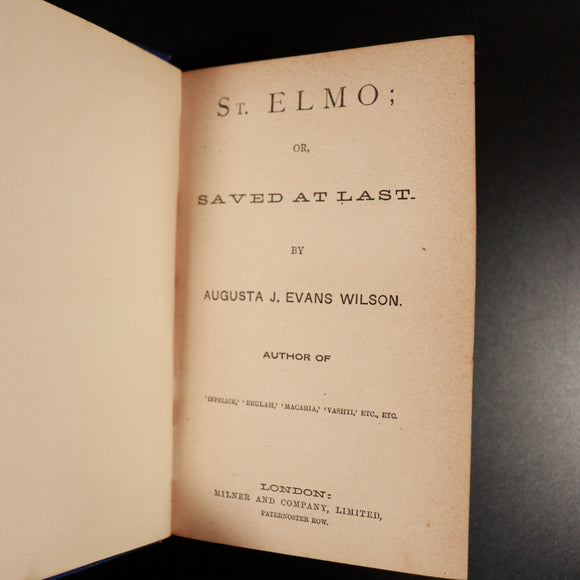 ST. ELMO;
OR,
SAVED AT LAST.
BY
AUGUSTA J. EVANS WILSON.
AUTHOR OF
'INFELICE,' 'BEULAH,' 'MACARIA,' 'VASHTI,' ETC., ETC.
LONDON:
MILNER AND COMPANY, LIMITED,
PATERNOSTER ROW.